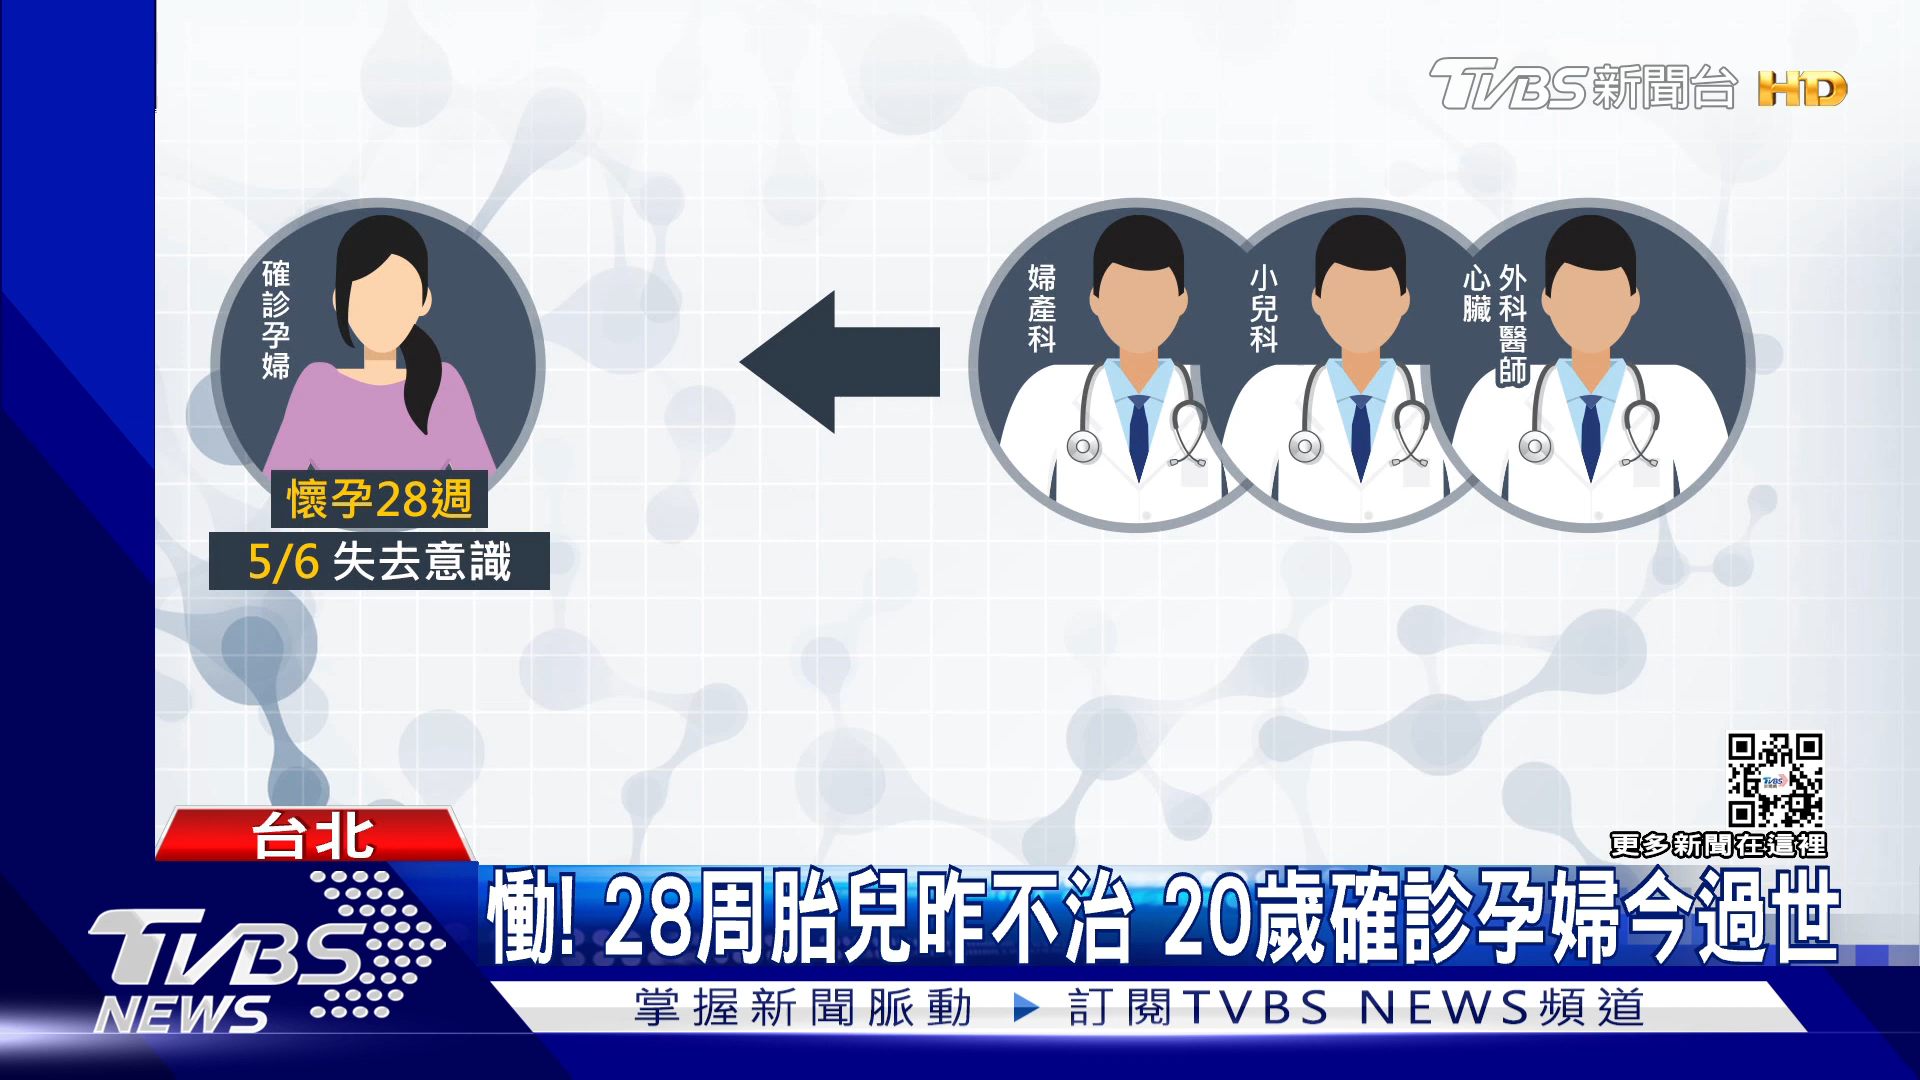 TVBS新聞台 HD
確診孕婦
婦產科
小兒科
心臟
外科醫師
懷孕28週
5/6 失去意識
TVBS
更多新聞在這裡
台北
慟! 28周胎兒昨不治 20歲確診孕婦今過世
TVBS
NEWS
掌握新聞脈動 ▶ 訂閱TVBS NEWS頻道